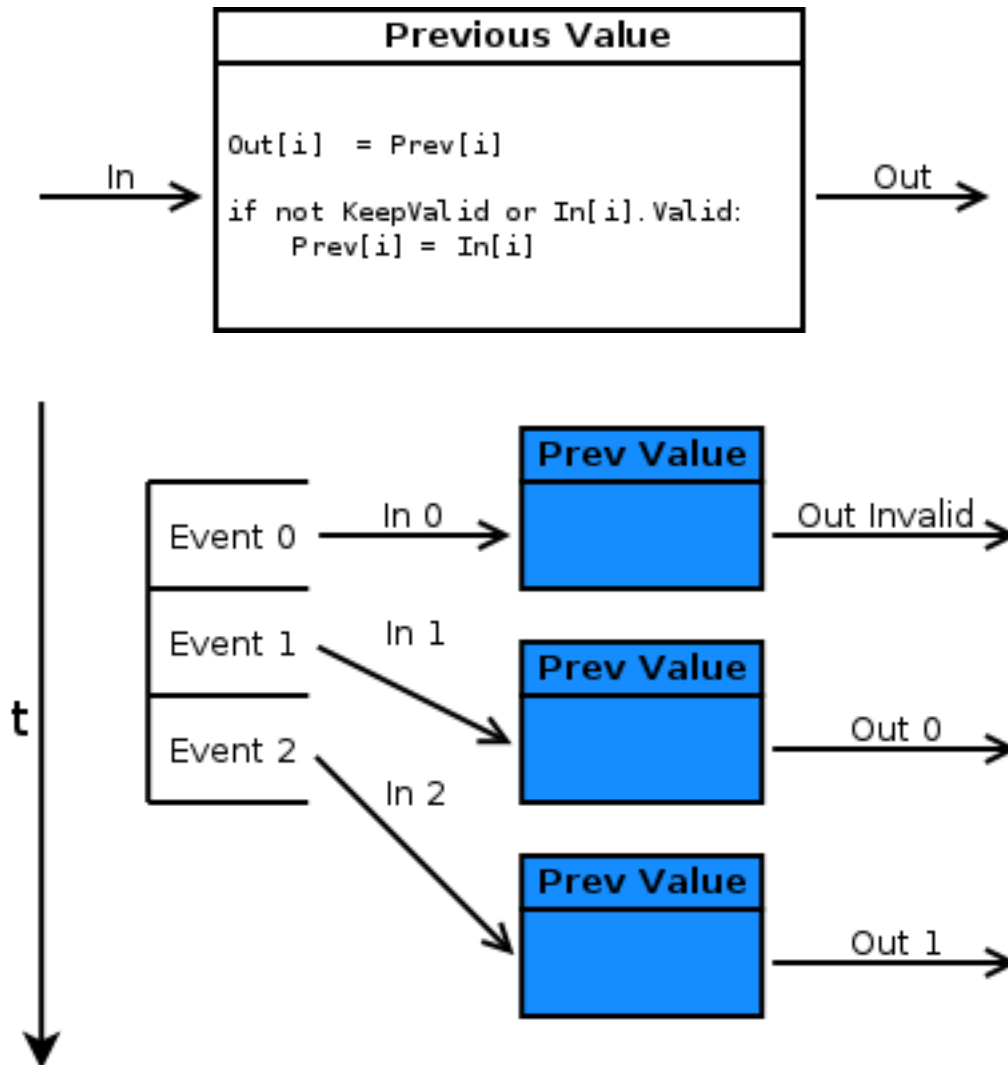 Previous Value
Out[i]  = Prev[i]
In
Out
if not KeepValid or In[i].Valid:
    Prev[i] = In[i]
Prev Value
Event 0
In 0
Out Invalid
Event 1
In 1
Prev Value
t
Event 2
In 2
Out 0
Prev Value
Out 1